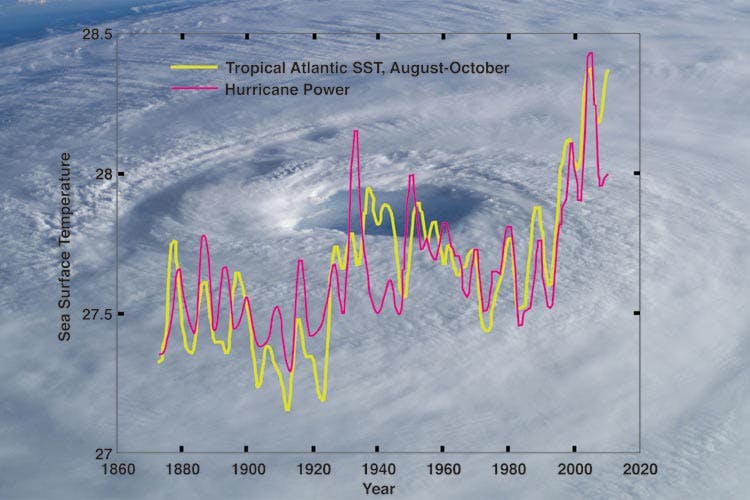 28.5
Tropical Atlantic SST, August-October
Hurricane Power
28
Sea Surface Temperature
27.5
27
1860 1880 1900 1920 1940 1960 1980 2000 2020
Year